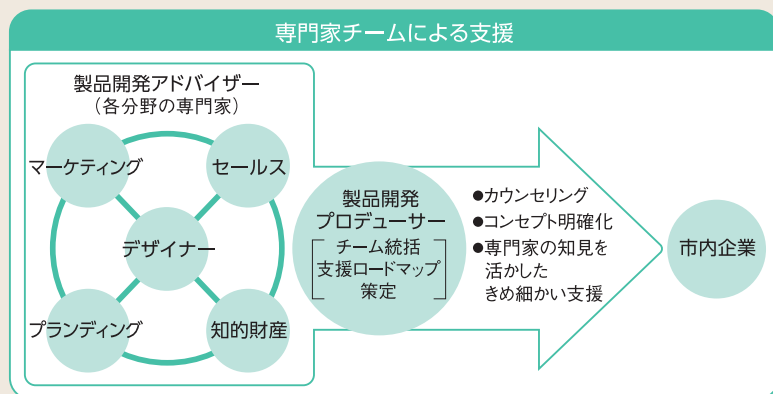 専門家チームによる支援
製品開発アドバイザー
（各分野の専門家）
マーケティング
セールス
デザイナー
プランディング
知的財産
製品開発
プロデューサー
チーム統括
支援ロードマップ
策定
●カウンセリング
●コンセプト明確化
●専門家の知見を
活かした
きめ細かい支援
市内企業